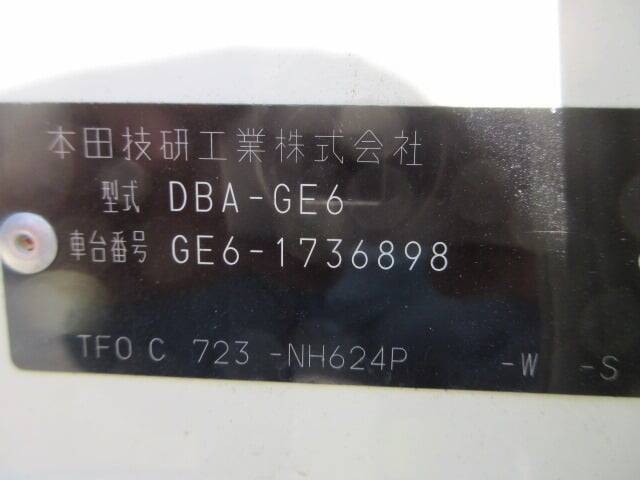 本田技研工業株式会社
型式 DBA-GE6
車台番号 GE6-1736898
TF0 C 723 -NH624P -W -S